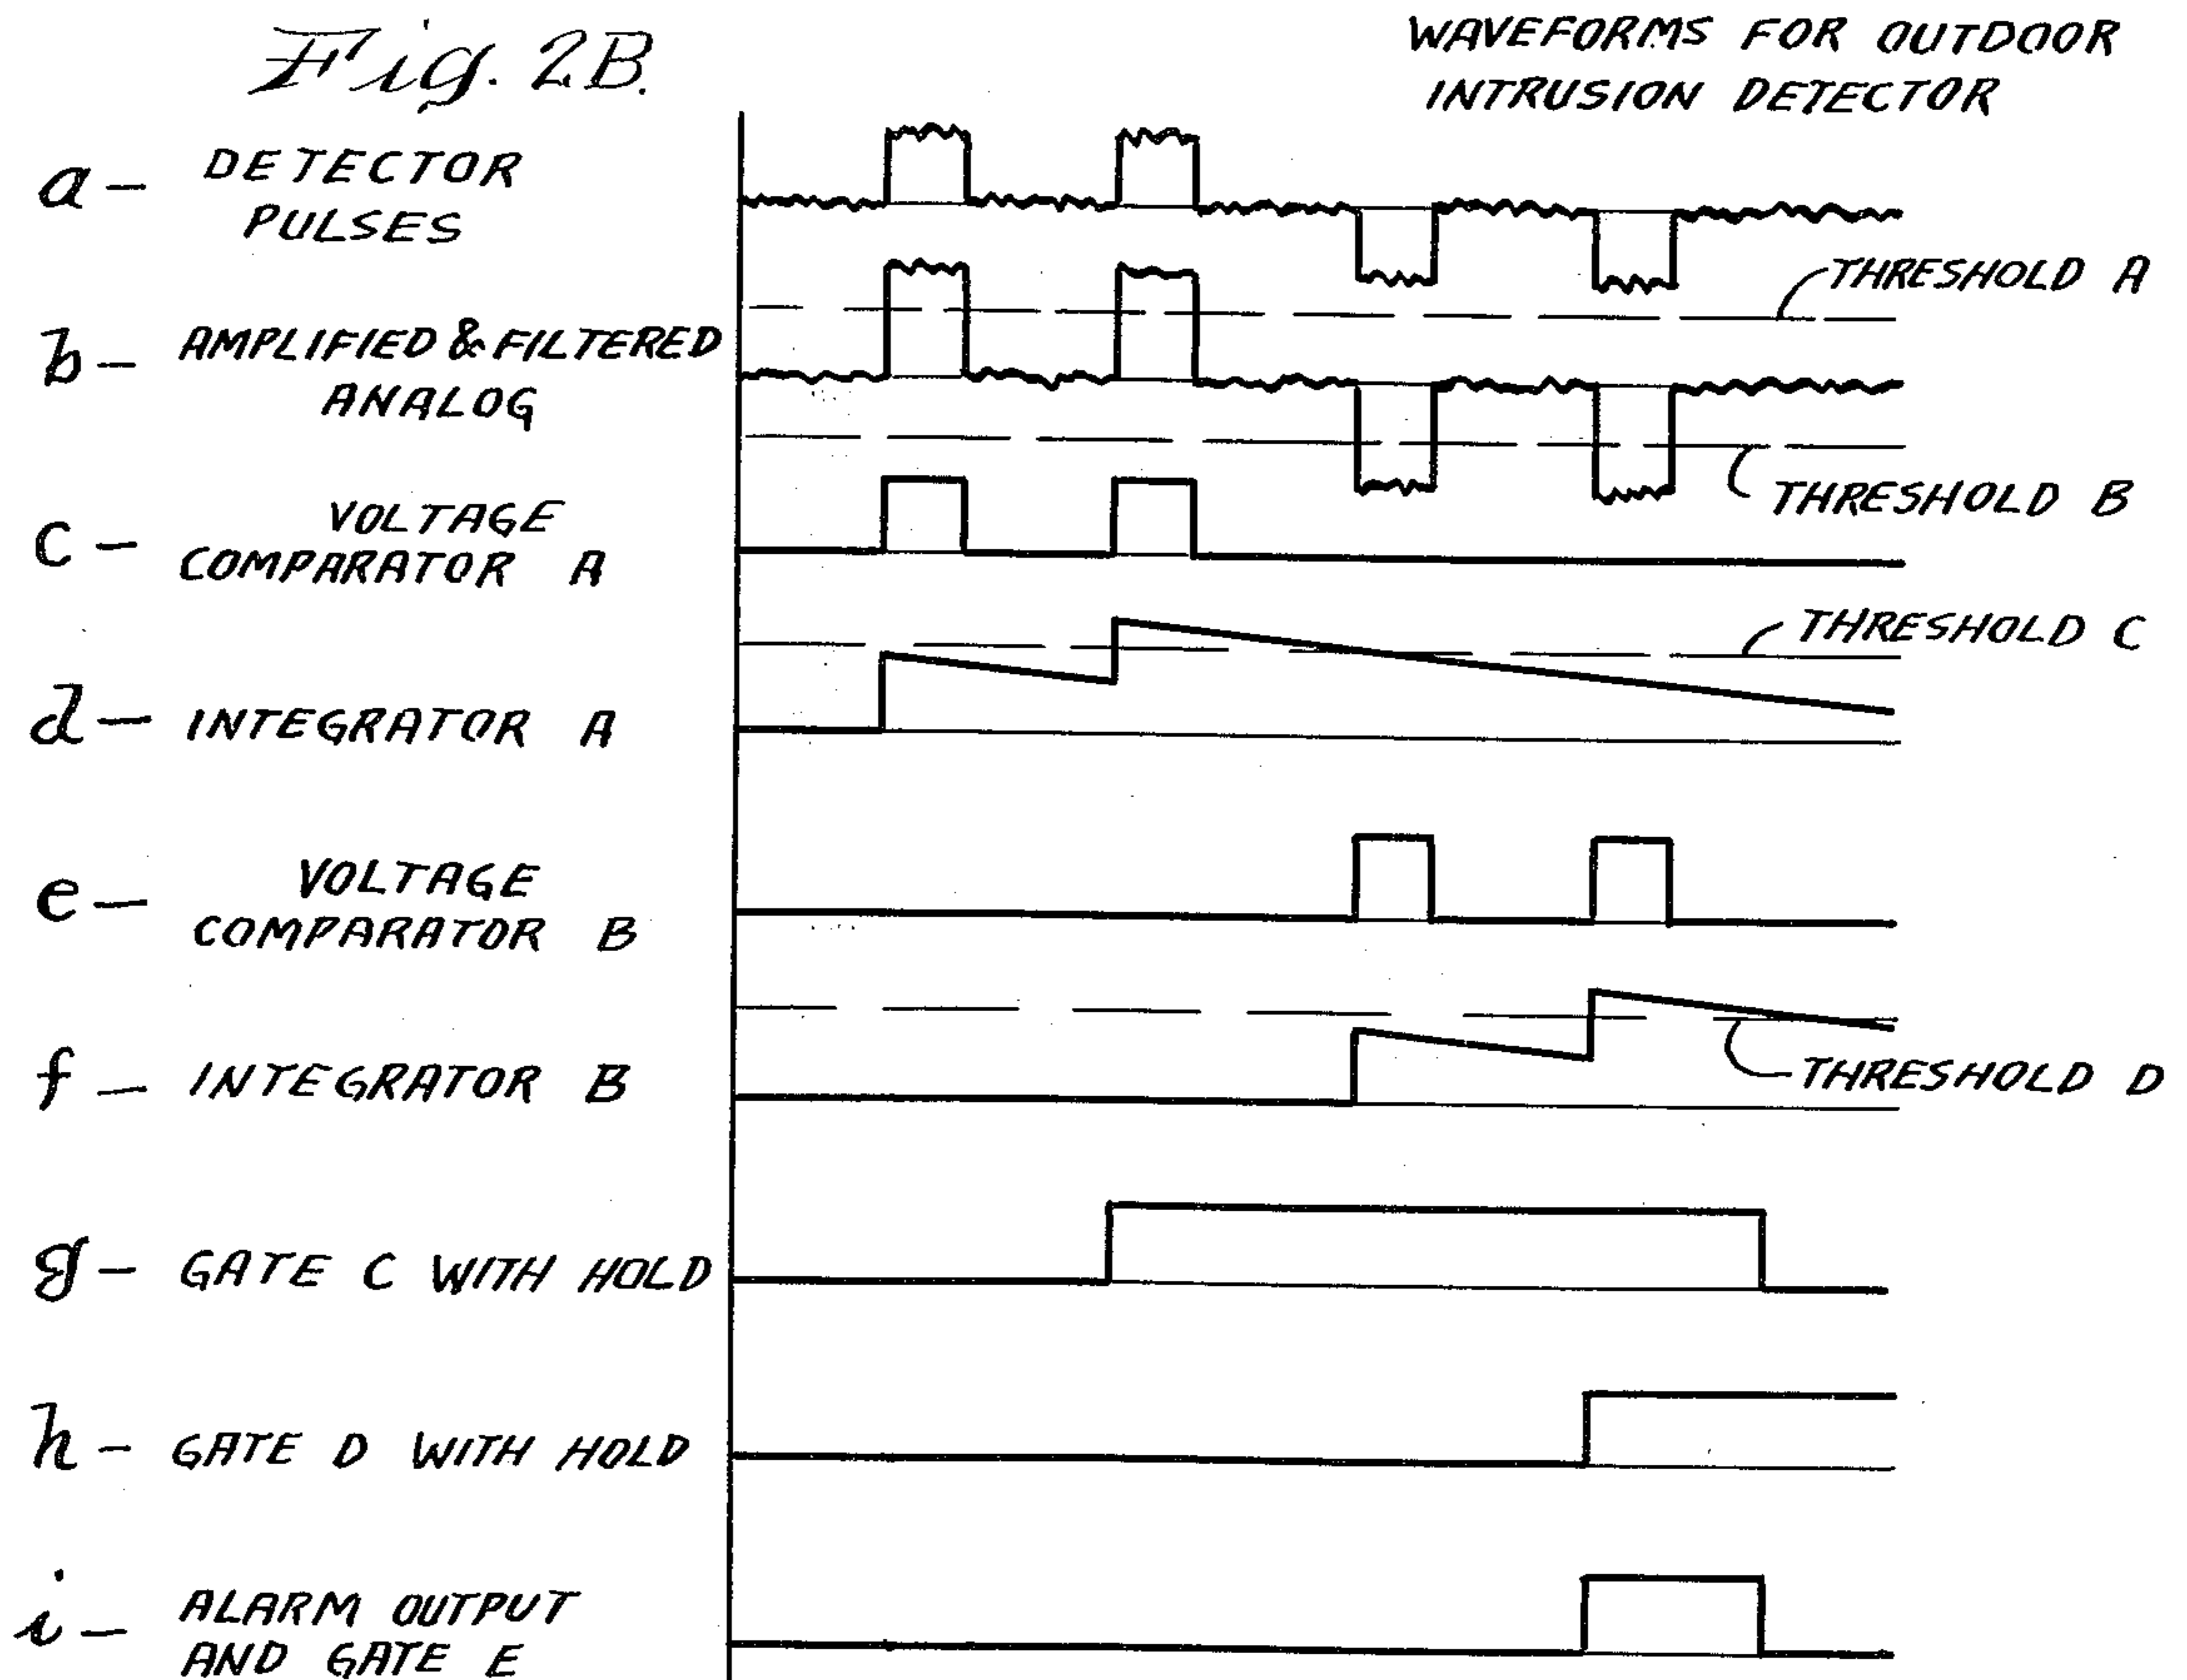 Fig. 2B.
WAVEFORMS FOR OUTDOOR
INTRUSION DETECTOR
a — DETECTOR
PULSES
THRESHOLD A
b — AMPLIFIED & FILTERED
ANALOG
THRESHOLD B
c — VOLTAGE
COMPARATOR A
THRESHOLD C
d — INTEGRATOR A
e — VOLTAGE
COMPARATOR B
f — INTEGRATOR B
THRESHOLD D
g — GATE C WITH HOLD
h — GATE D WITH HOLD
i — ALARM OUTPUT
AND GATE E